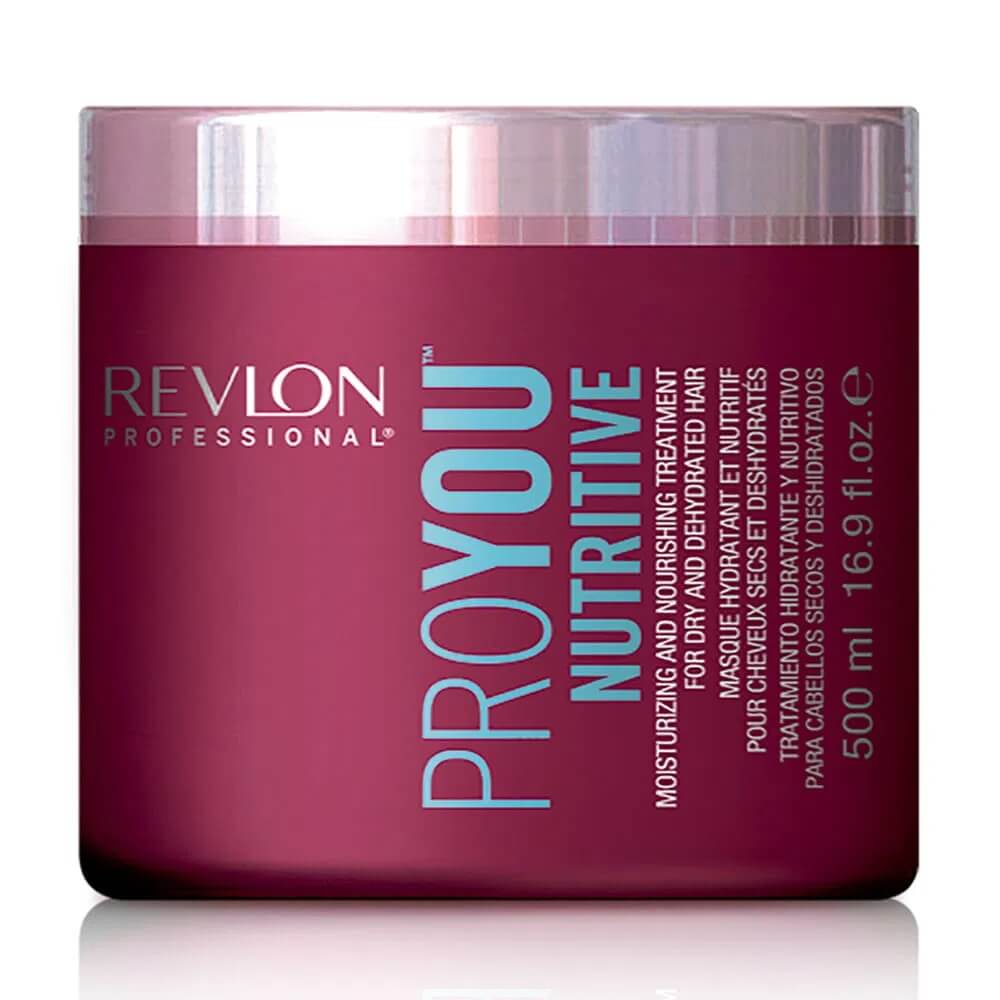 REVLON
PROFESSIONAL®
PROYOU™
NUTRITIVE
MOISTURIZING AND NOURISHING TREATMENT
FOR DRY AND DEHYDRATED HAIR
MASQUE HYDRATANT ET NUTRITIF
POUR CHEVEUX SECS ET DESHYDRATÉS
TRATAMIENTO HIDRATANTE Y NUTRITIVO
PARA CABELLOS SECOS Y DESHIDRATADOS
500 ml 16.9 fl.oz. ℮